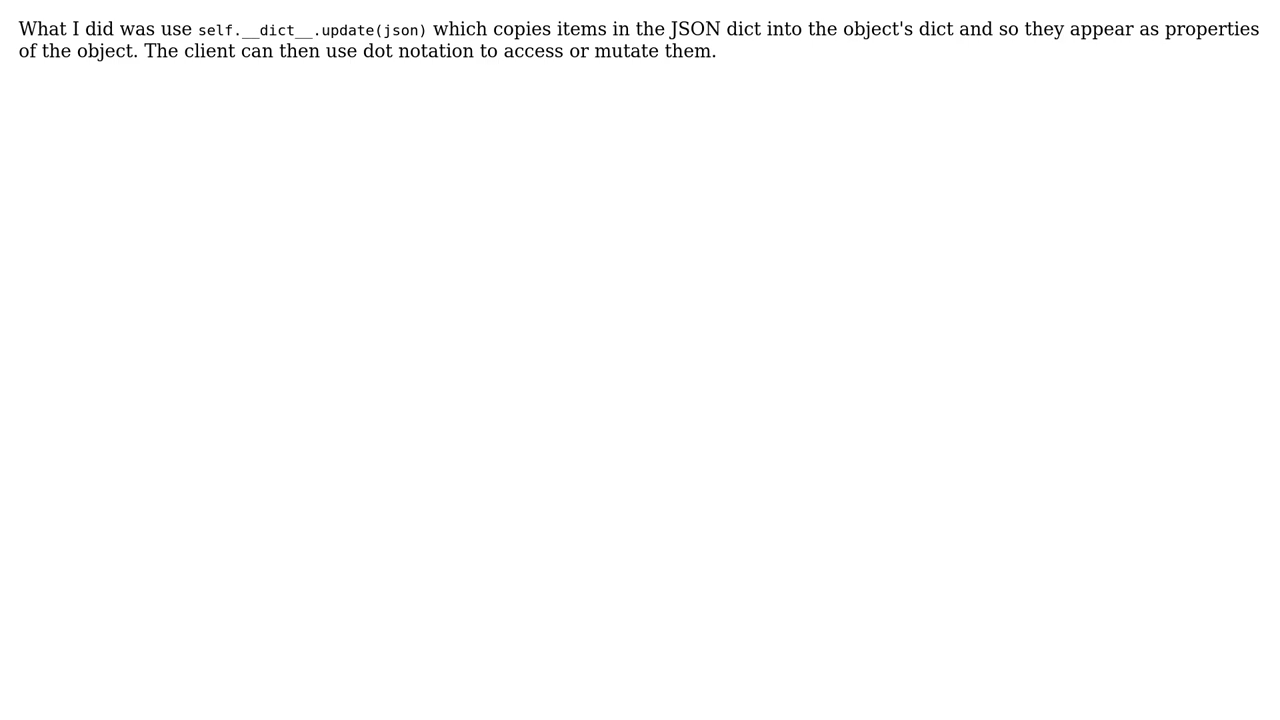 What I did was use self.__dict__.update(json) which copies items in the JSON dict into the object's dict and so they appear as properties
of the object. The client can then use dot notation to access or mutate them.